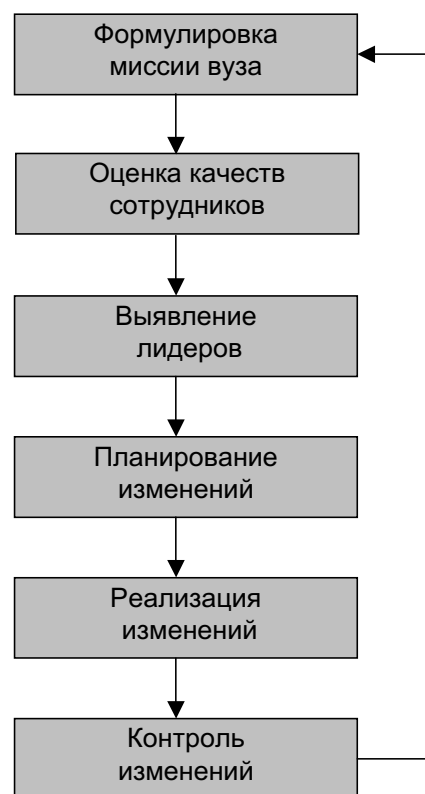 Формулировка
миссии вуза
Оценка качеств
сотрудников
Выявление
лидеров
Планирование
изменений
Реализация
изменений
Контроль
изменений